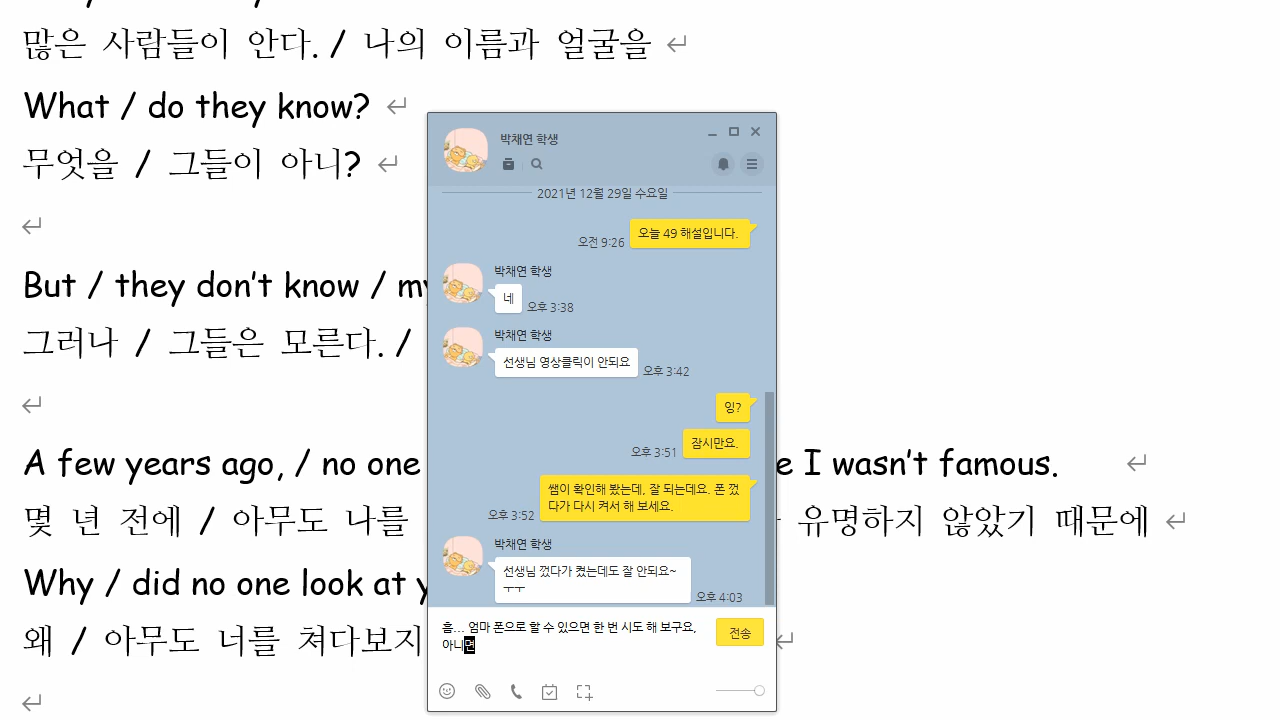 많은 사람들이 안다. / 나의 이름과 얼굴을 ↵
What / do they know? ↵
무엇을 / 그들이 아니? ↵
↵
But / they don’t know / my
그러나 / 그들은 모른다. /
↵
A few years ago, / no one
e I wasn’t famous. ↵
몇 년 전에 / 아무도 나를
유명하지 않았기 때문에 ↵
Why / did no one look at y
왜 / 아무도 너를 쳐다보지
↵
↵
박채연 학생
2021년 12월 29일 수요일
오늘 49 해설입니다.
오전 9:26
박채연 학생
네
오후 3:38
박채연 학생
선생님 영상클릭이 안되요
오후 3:42
잉?
잠시만요.
오후 3:51
쌤이 확인해 봤는데, 잘 되는데요. 폰 껐
다가 다시 켜서 해 보세요.
오후 3:52
박채연 학생
선생님 껐다가 켰는데도 잘 안되요~
ㅜㅜ
오후 4:03
흠... 엄마 폰으로 할 수 있으면 한 번 시도 해 보구요,
아니면
전송